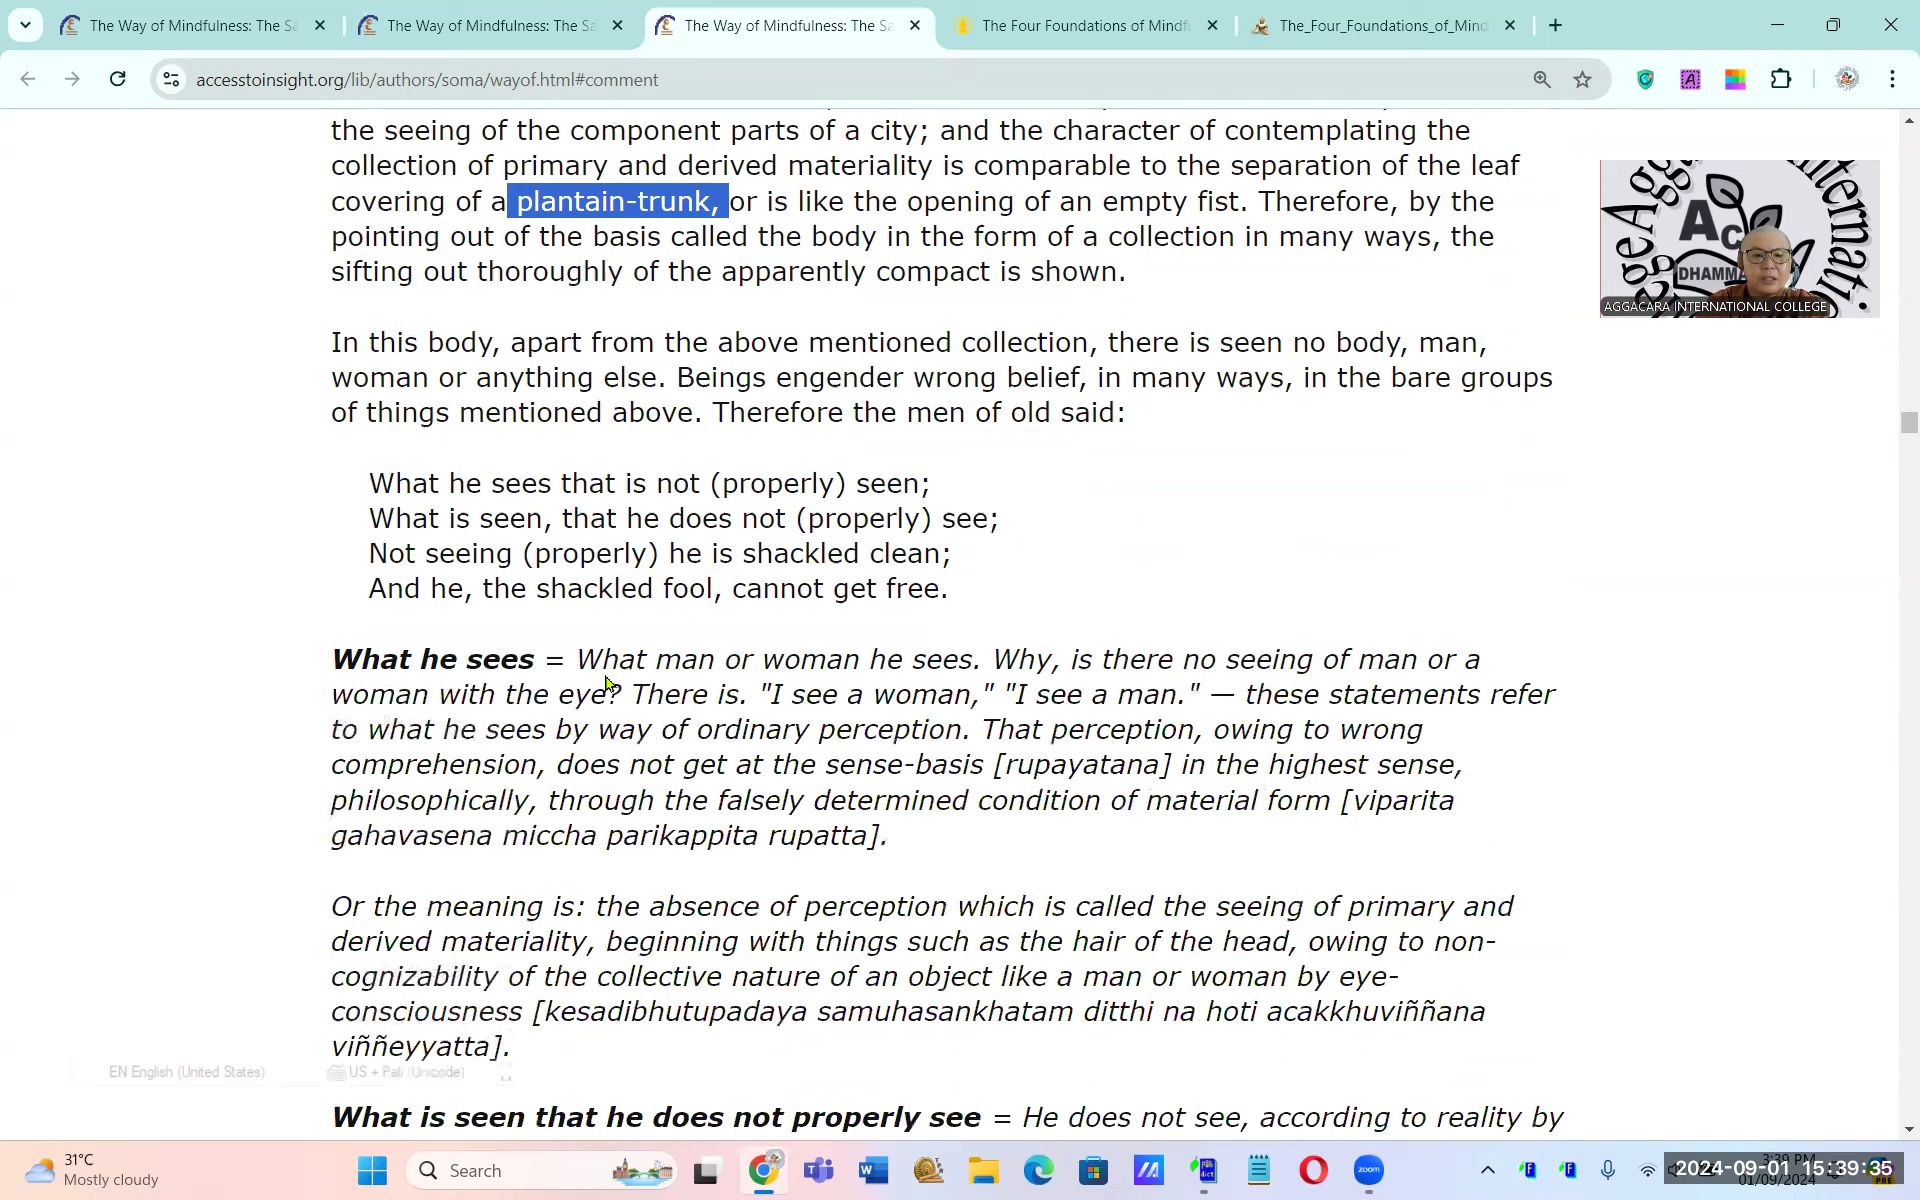 The Way of Mindfulness: The Sa
The Way of Mindfulness: The Sa
The Way of Mindfulness: The Sa
The Four Foundations of Mindf
The_Four_Foundations_of_Mind
accesstoinsight.org/lib/authors/soma/wayof.html#comment
the seeing of the component parts of a city; and the character of contemplating the
collection of primary and derived materiality is comparable to the separation of the leaf
covering of a plantain-trunk, or is like the opening of an empty fist. Therefore, by the
pointing out of the basis called the body in the form of a collection in many ways, the
sifting out thoroughly of the apparently compact is shown.
DHAMMA
AGGACARA INTERNATIONAL COLLEGE
In this body, apart from the above mentioned collection, there is seen no body, man,
woman or anything else. Beings engender wrong belief, in many ways, in the bare groups
of things mentioned above. Therefore the men of old said:
What he sees that is not (properly) seen;
What is seen, that he does not (properly) see;
Not seeing (properly) he is shackled clean;
And he, the shackled fool, cannot get free.
What he sees = What man or woman he sees. Why, is there no seeing of man or a
woman with the eye? There is. "I see a woman," "I see a man." — these statements refer
to what he sees by way of ordinary perception. That perception, owing to wrong
comprehension, does not get at the sense-basis [rupayatana] in the highest sense,
philosophically, through the falsely determined condition of material form [viparita
gahavasena miccha parikappita rupatta].
Or the meaning is: the absence of perception which is called the seeing of primary and
derived materiality, beginning with things such as the hair of the head, owing to non-
cognizability of the collective nature of an object like a man or woman by eye-
consciousness [kesadibhutupadaya samuhasankhatam ditthi na hoti acakkhuviññana
viññeyyatta].
EN English (United States)
US + Pali (Unicode)
What is seen that he does not properly see = He does not see, according to reality by
31°C
Mostly cloudy
Search
zoom
3:39 PM
01/09/2024
2024-09-01 15:39:35